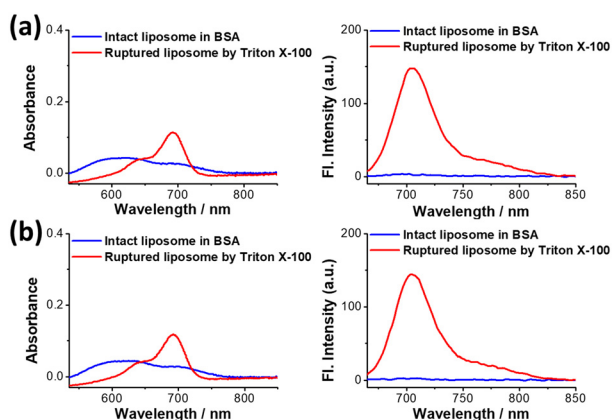 (a)
0.4
0.2
0.0
Absorbance
Intact liposome in BSA
Ruptured liposome by Triton X-100
600 700 800
Wavelength / nm
200
100
0
Fl. Intensity (a.u.)
Intact liposome in BSA
Ruptured liposome by Triton X-100
700 750 800 850
Wavelength / nm
(b)
0.4
0.2
0.0
Absorbance
Intact liposome in BSA
Ruptured liposome by Triton X-100
600 700 800
Wavelength / nm
200
100
0
Fl. Intensity (a.u.)
Intact liposome in BSA
Ruptured liposome by Triton X-100
700 750 800 850
Wavelength / nm